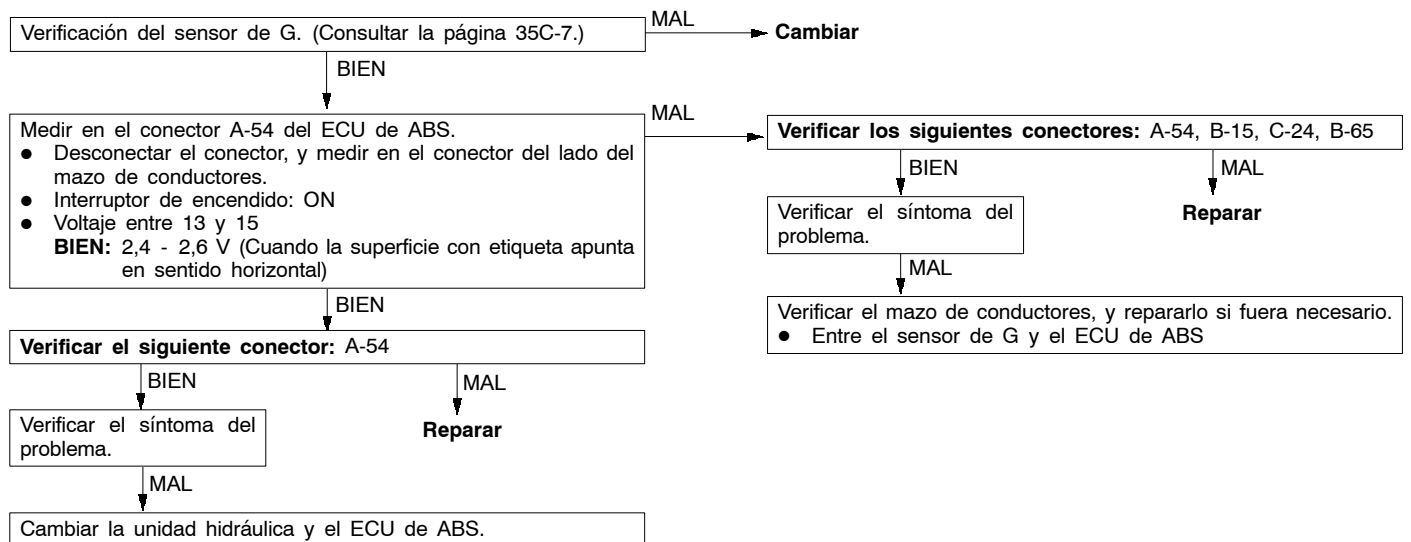 Verificación del sensor de G. (Consultar la página 35C-7.)
MAL
Cambiar
BIEN
Medir en el conector A-54 del ECU de ABS.
● Desconectar el conector, y medir en el conector del lado del
mazo de conductores.
● Interruptor de encendido: ON
● Voltaje entre 13 y 15
BIEN: 2,4 - 2,6 V (Cuando la superficie con etiqueta apunta
en sentido horizontal)
MAL
Verificar los siguientes conectores: A-54, B-15, C-24, B-65
BIEN
MAL
Verificar el síntoma del
problema.
Reparar
MAL
Verificar el mazo de conductores, y repararlo si fuera necesario.
● Entre el sensor de G y el ECU de ABS
BIEN
Verificar el siguiente conector: A-54
BIEN
MAL
Verificar el síntoma del
problema.
Reparar
MAL
Cambiar la unidad hidráulica y el ECU de ABS.